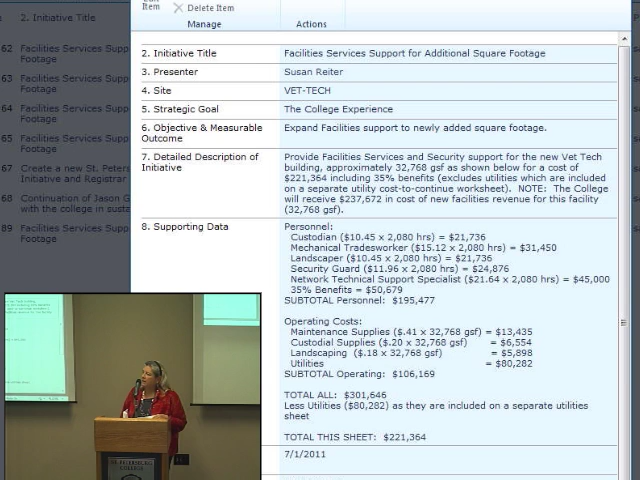 Item
Delete Item
Manage
Actions
2. Initiative Title
62 Facilities Services Supp
Footage
63 Facilities Services Supp
Footage
64 Facilities Services Supp
Footage
65 Facilities Services Supp
Footage
67 Create a new St. Peters
Initiative and Registrar
68 Continuation of Jason G
with the college in susta
89 Facilities Services Supp
Footage
2. Initiative Title Facilities Services Support for Additional Square Footage
3. Presenter Susan Reiter
4. Site VET-TECH
5. Strategic Goal The College Experience
6. Objective & Measurable Expand Facilities support to newly added square footage.
Outcome
7. Detailed Description of Provide Facilities Services and Security support for the new Vet Tech
Initiative building, approximately 32,768 gsf as shown below for a cost of
$221,364 including 35% benefits (excludes utilities which are included
on a separate utility cost-to-continue worksheet). NOTE: The College
will receive $237,672 in cost of new facilities revenue for this facility
(32,768 gsf).
8. Supporting Data Personnel:
Custodian ($10.45 x 2,080 hrs) = $21,736
Mechanical Tradesworker ($15.12 x 2,080 hrs) = $31,450
Landscaper ($10.45 x 2,080 hrs) = $21,736
Security Guard ($11.96 x 2,080 hrs) = $24,876
Network Technical Support Specialist ($21.64 x 2,080 hrs) = $45,000
35% Benefits = $50,679
SUBTOTAL Personnel: $195,477
Operating Costs:
Maintenance Supplies ($.41 x 32,768 gsf) = $13,435
Custodial Supplies ($.20 x 32,768 gsf) = $6,554
Landscaping ($.18 x 32,768 gsf) = $5,898
Utilities = $80,282
SUBTOTAL Operating: $106,169
TOTAL ALL: $301,646
Less Utilities ($80,282) as they are included on a separate utilities
sheet
TOTAL THIS SHEET: $221,364
7/1/2011
ST. PETERSBURG
COLLEGE